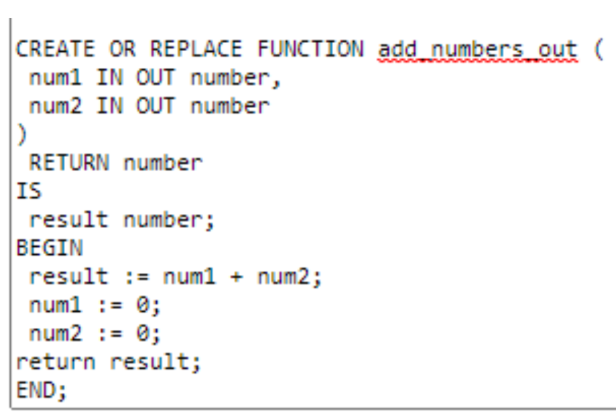 CREATE OR REPLACE FUNCTION add_numbers_out (
 num1 IN OUT number,
 num2 IN OUT number
)
 RETURN number
IS
 result number;
BEGIN
 result := num1 + num2;
 num1 := 0;
 num2 := 0;
return result;
END;